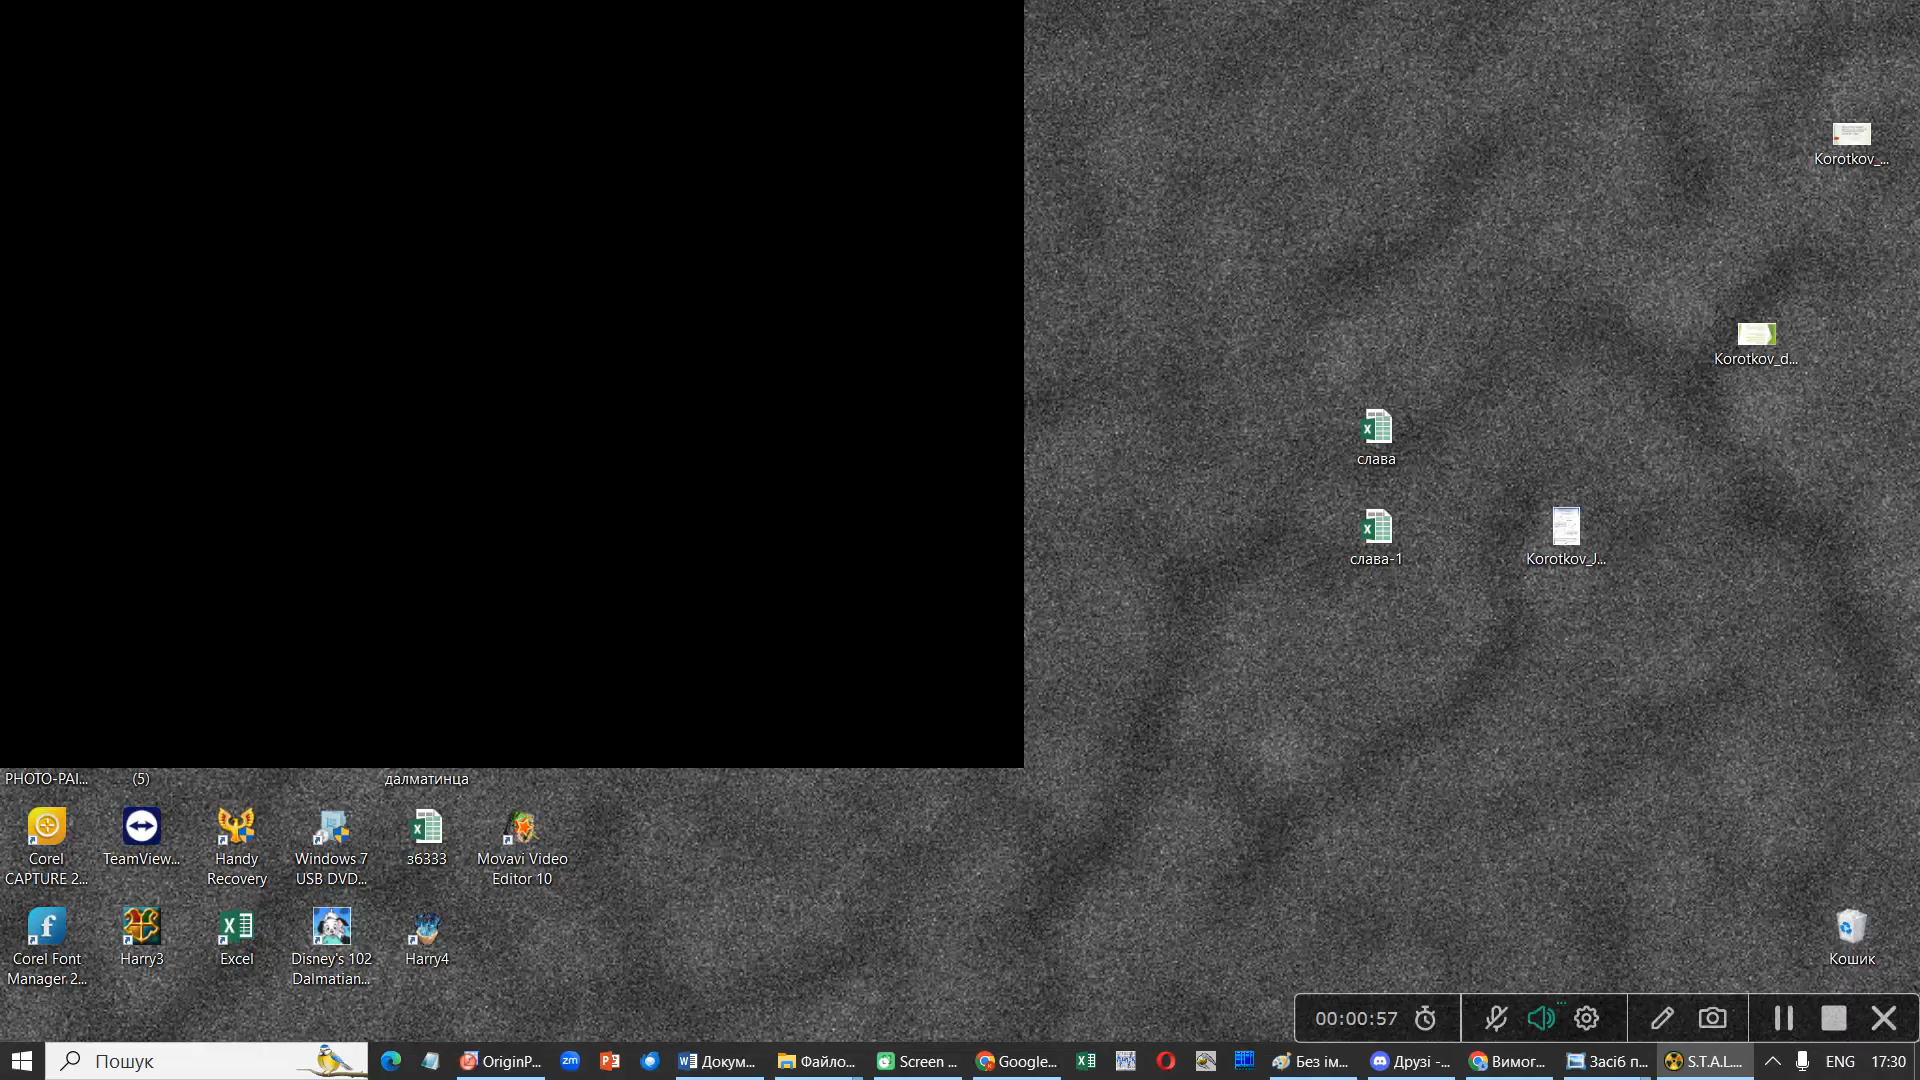 Korotkov_...
Korotkov_d...
слава
слава-1
Korotkov_J...
PHOTO-PAI...
(5)
далматинца
Corel
CAPTURE 2...
TeamView...
Handy
Recovery
Windows 7
USB DVD...
з6333
Movavi Video
Editor 10
Corel Font
Manager 2...
Harry3
Excel
Disney's 102
Dalmatian...
Harry4
Кошик
00:00:57
Пошук
OriginP...
zm
Докум...
Файло...
Screen ...
Google...
Без ім...
Друзі -...
Вимог...
Засіб п...
S.T.A.L...
ENG
17:30